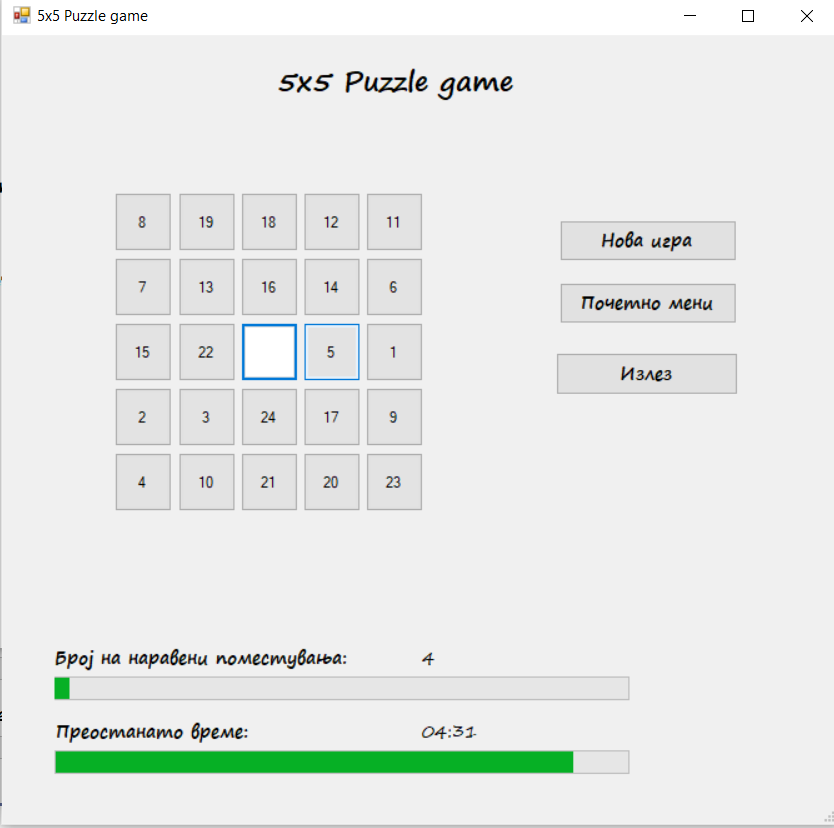 5x5 Puzzle game
5x5 Puzzle game
8 19 18 12 11
7 13 16 14 6
15 22 5 1
2 3 24 17 9
4 10 21 20 23
Нова игра
Почетно мени
Излез
Број на наравени поместувања: 4
Преостанато време: 04:31